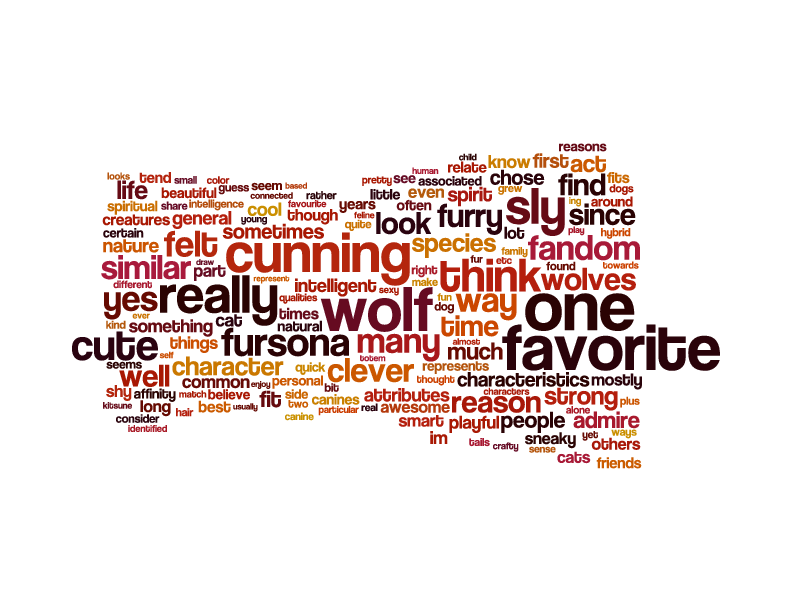 reasons
child
human
looks tend small color pretty see relate know first act
life guess seem based associated chose find fits
beautiful connected rather little even spirit grew dogs
spiritual share intelligence cool favourite years often look furry sly ing around
creatures general young though feline since
certain sometimes quite lot play hybrid
nature felt cunning species family fandom
similar draw part right fur etc found towards
different represent intelligent sexy make think wolves
yes really qualities wolf fun way one
ever times dog
kind something cat natural time
cute things fursona many almost much favorite
seems self totem
well character quick clever represents
common enjoy personal thought characteristics mostly
shy affinity match believe fit side bit attributes characters strong plus
kitsune long hair best usually two canines particular real awesome reason alone admire
consider canine smart playful people yet ways
identified im tails crafty sneaky others
sense cats friends